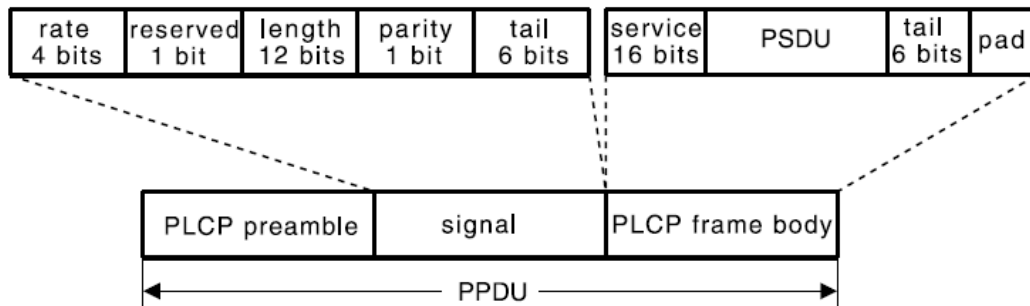 rate reserved length parity tail service PSDU tail pad
4 bits 1 bit 12 bits 1 bit 6 bits 16 bits 6 bits
PLCP preamble signal PLCP frame body
PPDU